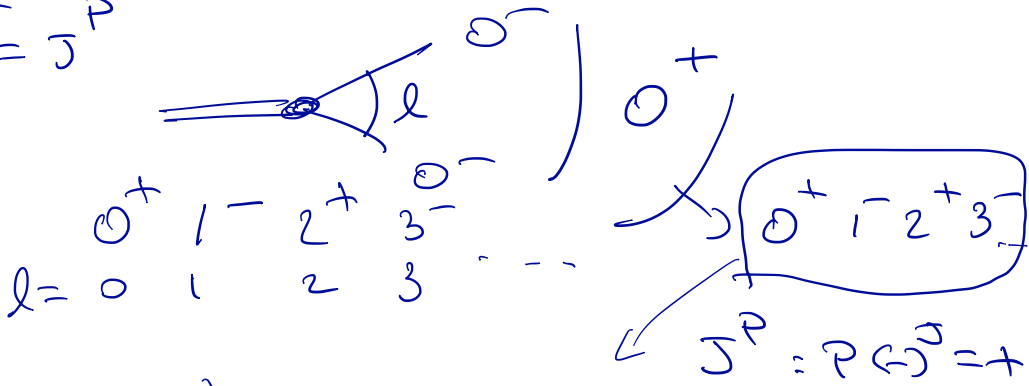 = J^P
0^-
l
0^-
0^+
0^+ 1^- 2^+ 3^-
l= 0 1 2 3 ...
0^+ 1^- 2^+ 3^- ...
J^P : P(-)^J = +